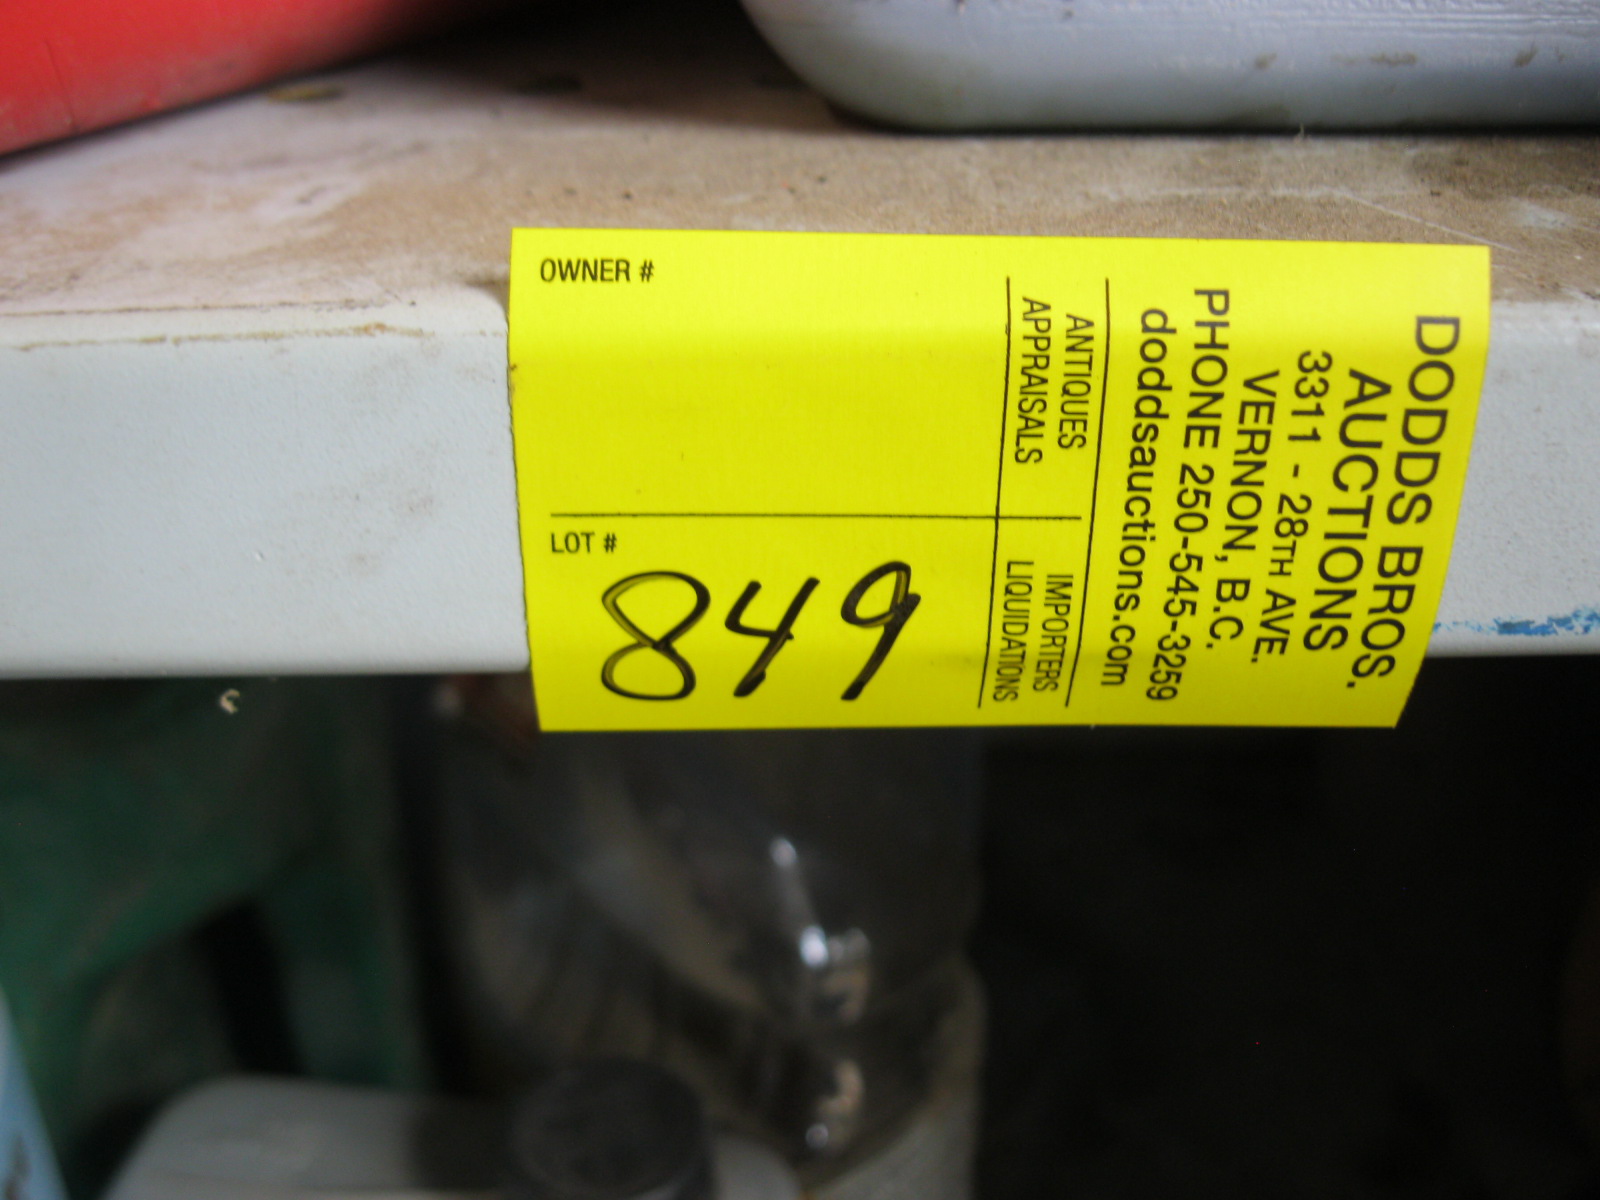 DODDS BROS.
AUCTIONS
3311 - 28TH AVE.
VERNON, B.C.
PHONE 250-545-3259
doddsauctions.com
ANTIQUES
APPRAISALS
IMPORTERS
LIQUIDATIONS
OWNER #
LOT #
849